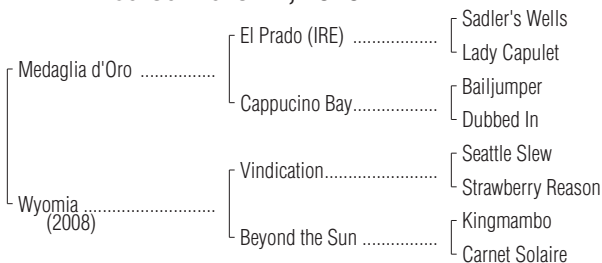 Sadler's Wells
El Prado (IRE) ..................
Lady Capulet
Medaglia d'Oro ...............
Bailjumper
Cappucino Bay..................
Dubbed In
Seattle Slew
Vindication........................
Strawberry Reason
Wyomia ..........................
(2008)
Kingmambo
Beyond the Sun ................
Carnet Solaire